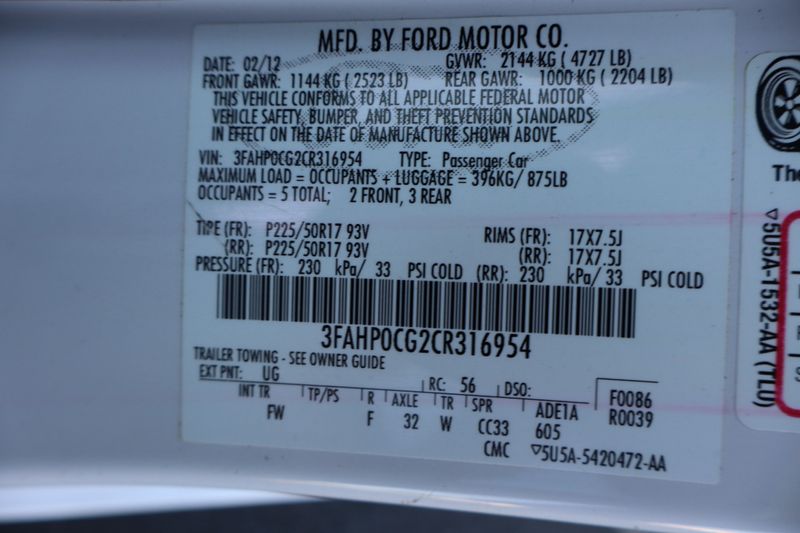 MFD. BY FORD MOTOR CO.
DATE: 02/12 GVWR: 2144 KG ( 4727 LB)
FRONT GAWR: 1144 KG ( 2523 LB) REAR GAWR: 1000 KG ( 2204 LB)
THIS VEHICLE CONFORMS TO ALL APPLICABLE FEDERAL MOTOR
VEHICLE SAFETY, BUMPER, AND THEFT PREVENTION STANDARDS
IN EFFECT ON THE DATE OF MANUFACTURE SHOWN ABOVE.
VIN: 3FAHP0CG2CR316954 TYPE: Passenger Car
MAXIMUM LOAD = OCCUPANTS + LUGGAGE = 396KG/ 875LB
OCCUPANTS = 5 TOTAL; 2 FRONT, 3 REAR
TIPE (FR): P225/50R17 93V RIMS (FR): 17X7.5J
(RR): P225/50R17 93V (RR): 17X7.5J
PRESSURE (FR): 230 kPa/ 33 PSI COLD (RR): 230 kPa/ 33 PSI COLD
3FAHP0CG2CR316954
TRAILER TOWING - SEE OWNER GUIDE
EXT PNT: UG RC: 56 DSO: F0086
INT TR TP/PS R AXLE TR SPR ADE1A R0039
FW F 32 W CC33 605
CMC ▽5U5A-5420472-AA
The
▽5U5A-1532-AA (TLU)